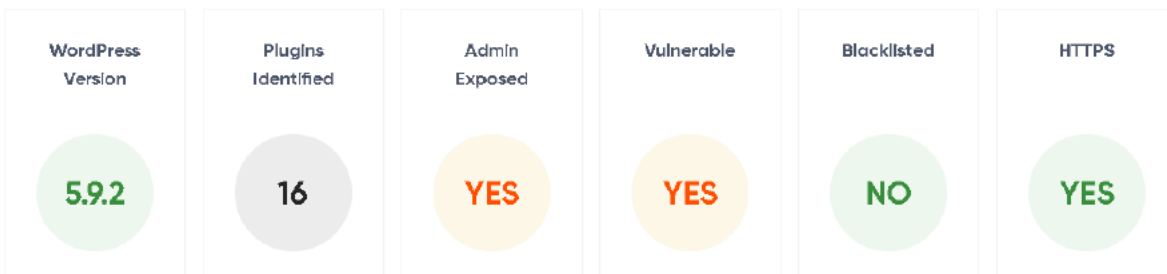 WordPress
Version
5.9.2
Plugins
Identified
16
Admin
Exposed
YES
Vulnerable
YES
Blacklisted
NO
HTTPS
YES